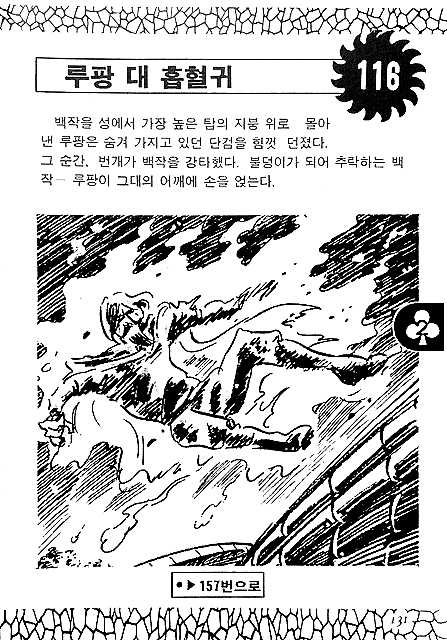 루팡 대 흡혈귀
116
백작을 성에서 가장 높은 탑의 지붕 위로 몰아
낸 루팡은 숨겨 가지고 있던 단검을 힘껏 던졌다.
그 순간, 번개가 백작을 강타했다. 불덩이가 되어 추락하는 백
작― 루팡이 그대의 어깨에 손을 얹는다.
2
●▶157번으로
131